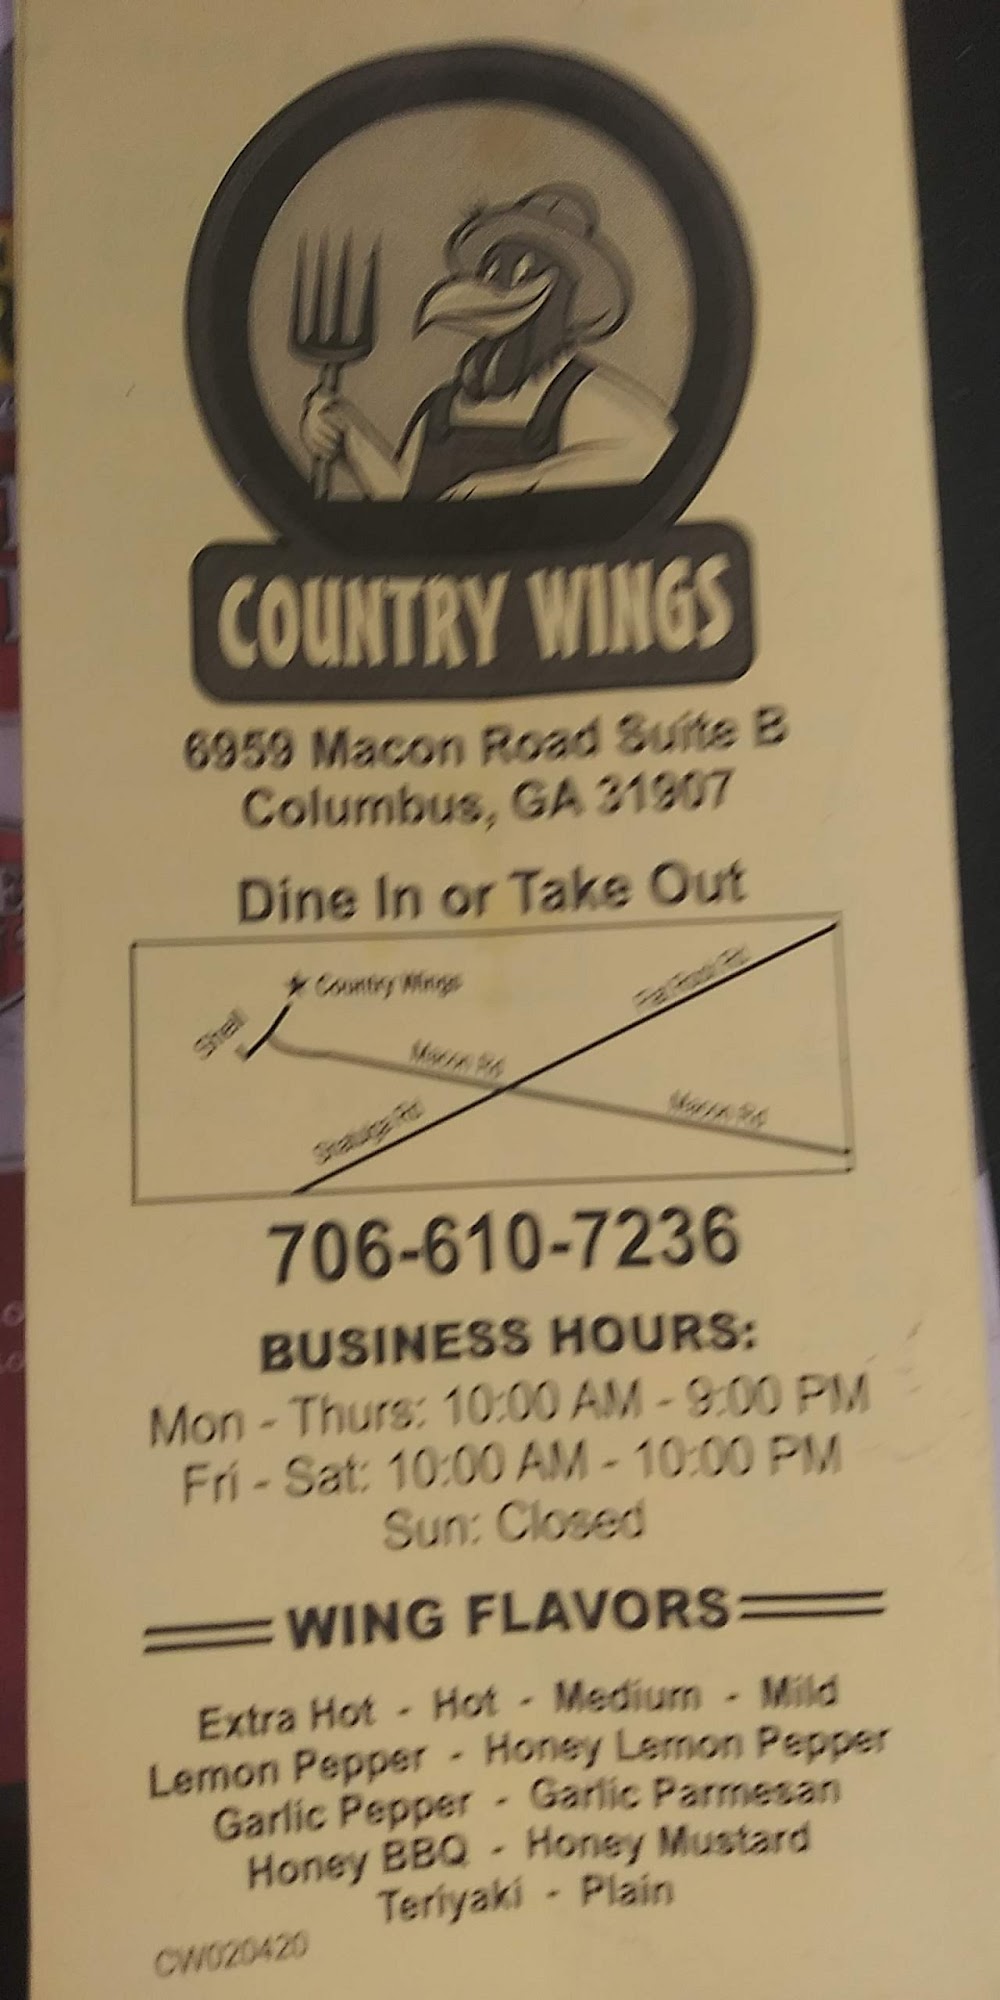 COUNTRY WINGS
6959 Macon Road Suite B
Columbus, GA 31907
Dine In or Take Out
Country Wings
Shell
Macon Rd
Macon Rd
706-610-7236
BUSINESS HOURS:
Mon - Thurs: 10:00 AM - 9:00 PM
Fri - Sat: 10:00 AM - 10:00 PM
Sun: Closed
WING FLAVORS
Extra Hot - Hot - Medium - Mild
Lemon Pepper - Honey Lemon Pepper
Garlic Pepper - Garlic Parmesan
Honey BBQ - Honey Mustard
Teriyaki - Plain
CW020420